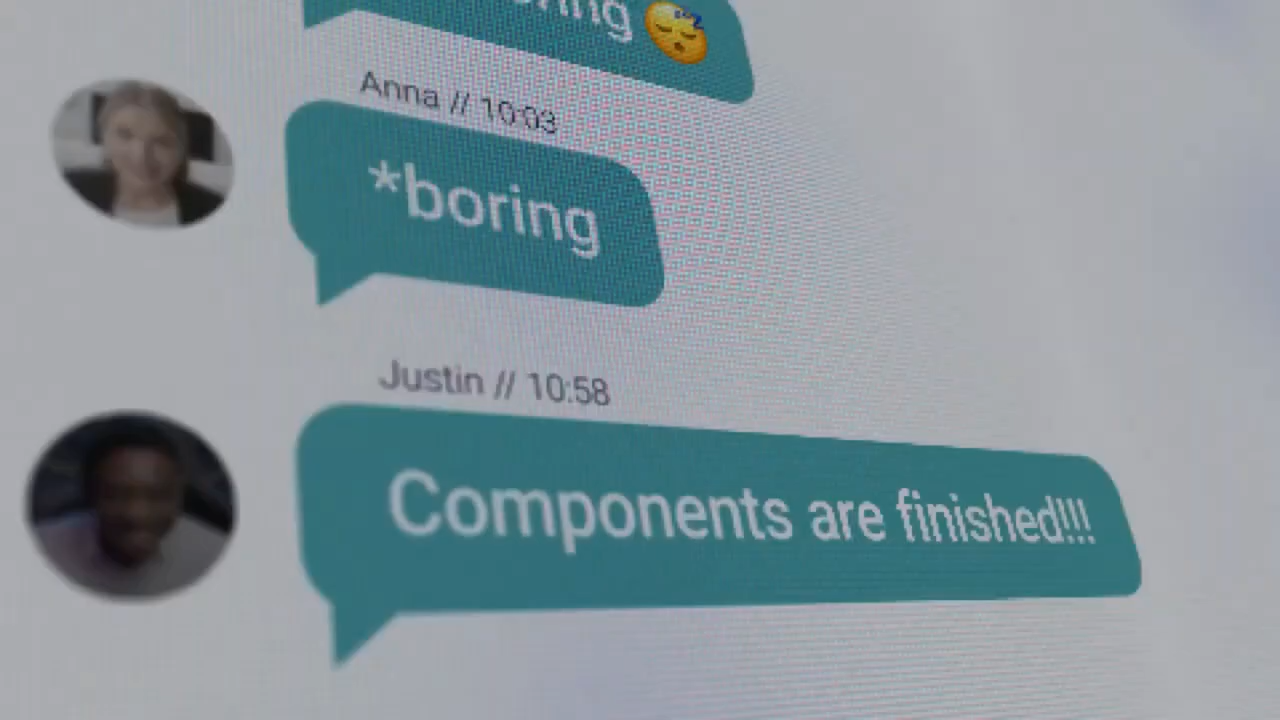 Anna // 10:03
*boring
Justin // 10:58
Components are finished!!!